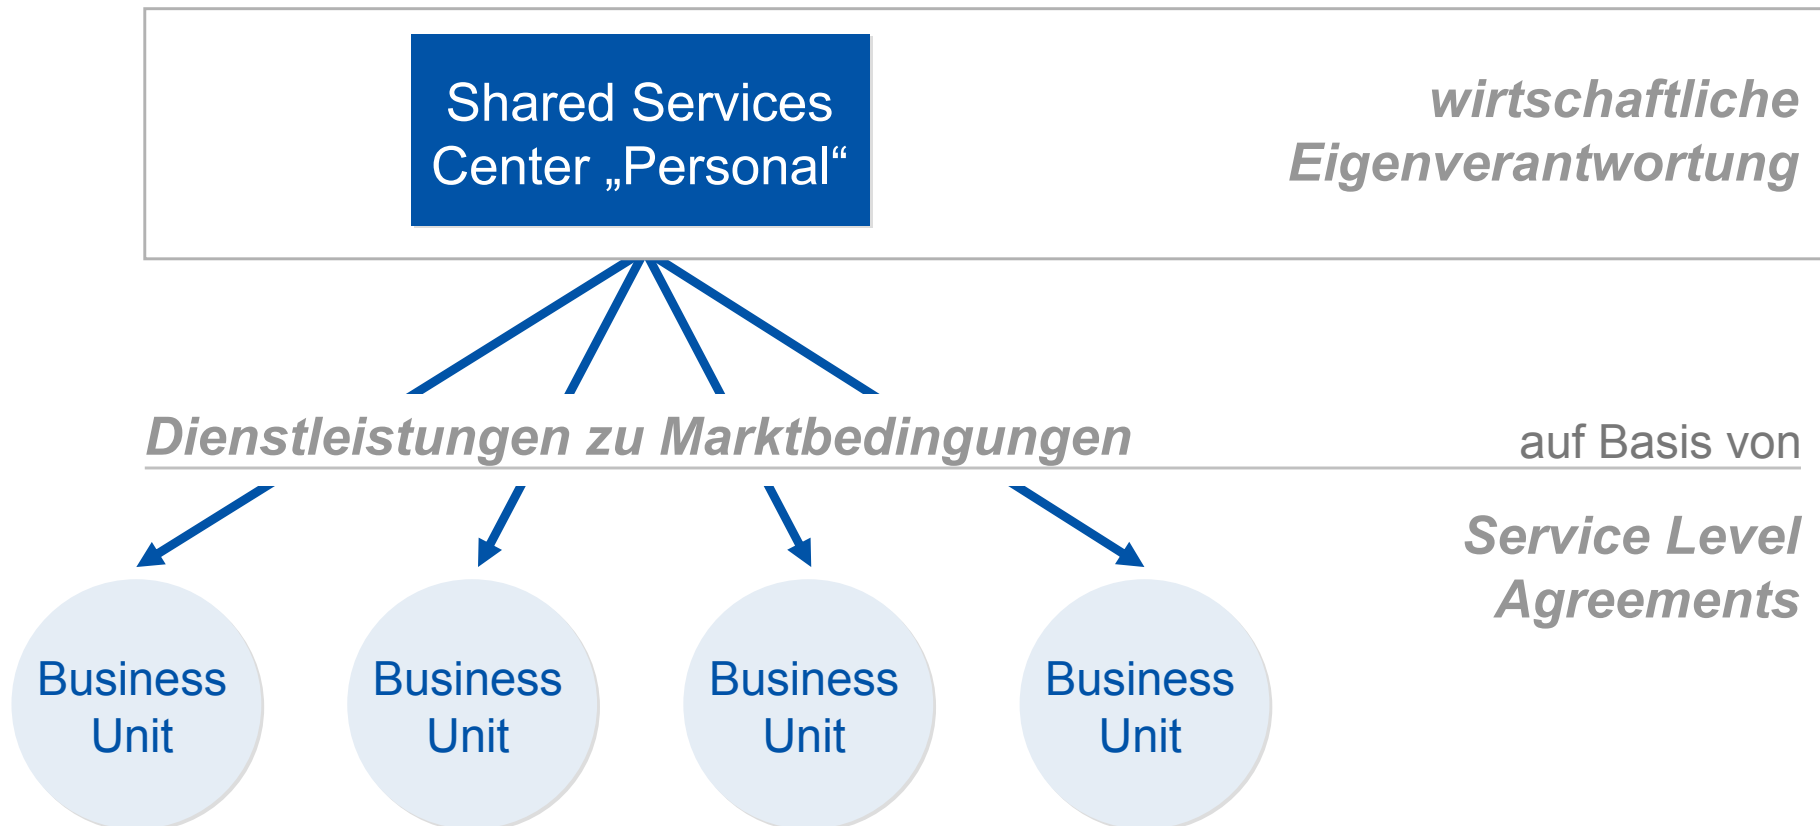 Shared Services
Center „Personal“
wirtschaftliche
Eigenverantwortung
Dienstleistungen zu Marktbedingungen
auf Basis von
Service Level
Agreements
Business
Unit
Business
Unit
Business
Unit
Business
Unit